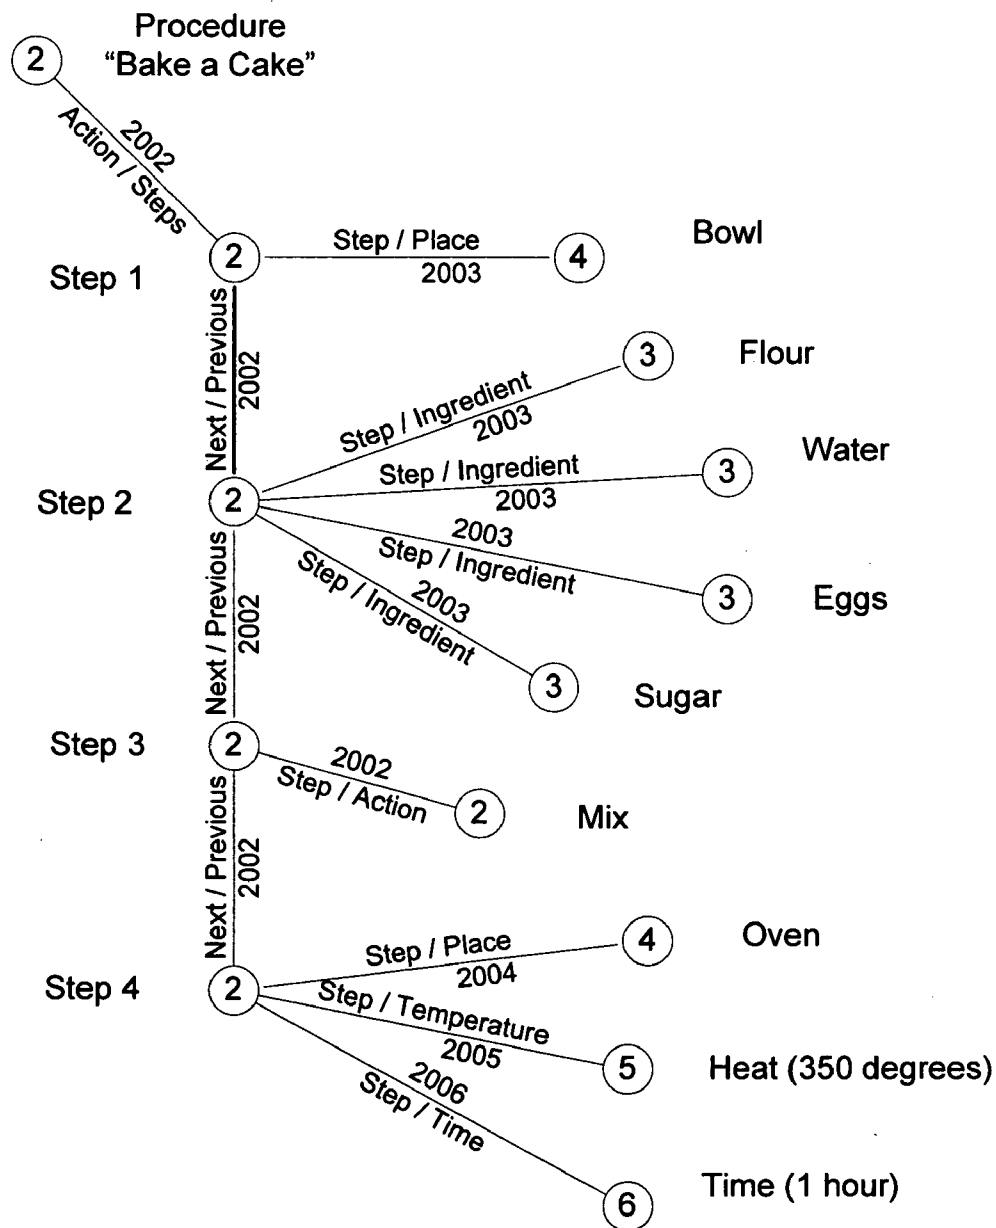 Procedure
“Bake a Cake”
2
2002
Action / Steps
Step 1
2
Step / Place
2003
4
Bowl
Next / Previous
2002
3
Flour
Step / Ingredient
2003
Step 2
2
Step / Ingredient
2003
3
Water
2003
Step / Ingredient
3
Eggs
2003
Step / Ingredient
3
Sugar
Next / Previous
2002
Step 3
2
2002
Step / Action
2
Mix
Next / Previous
2002
Step 4
2
Step / Place
2004
4
Oven
Step / Temperature
2005
5
Heat (350 degrees)
2006
Step / Time
6
Time (1 hour)